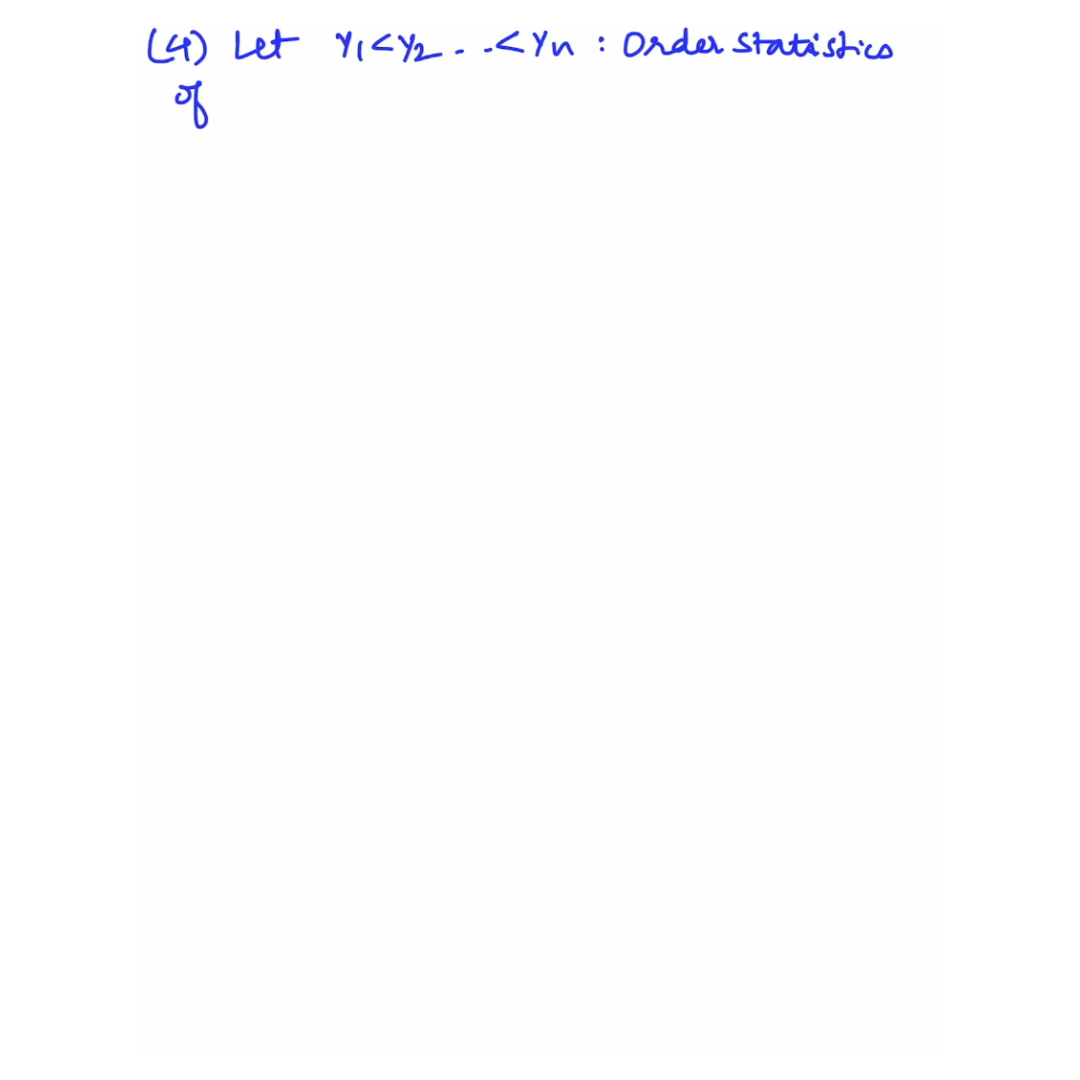 (4) Let Y1<Y2 . .<Yn : Order Statistics
of